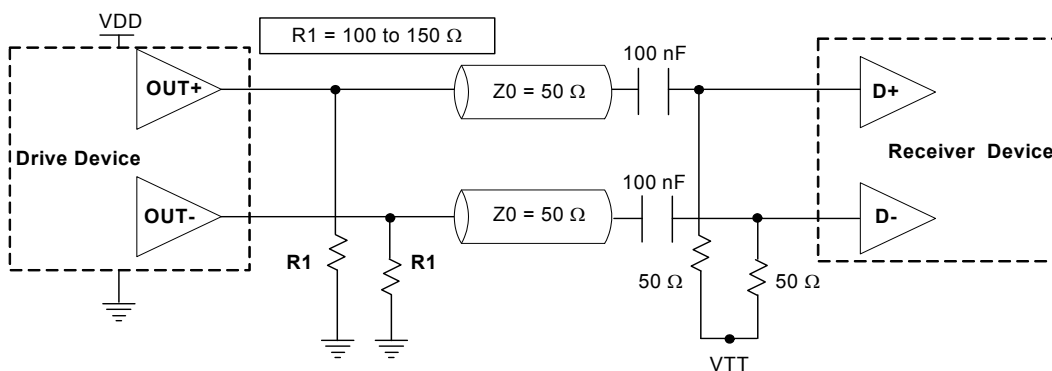 VDD
R1 = 100 to 150 Ω
100 nF
OUT+
Z0 = 50 Ω
D+
Drive Device
Receiver Device
100 nF
OUT-
Z0 = 50 Ω
D-
R1
R1
50 Ω
50 Ω
VTT